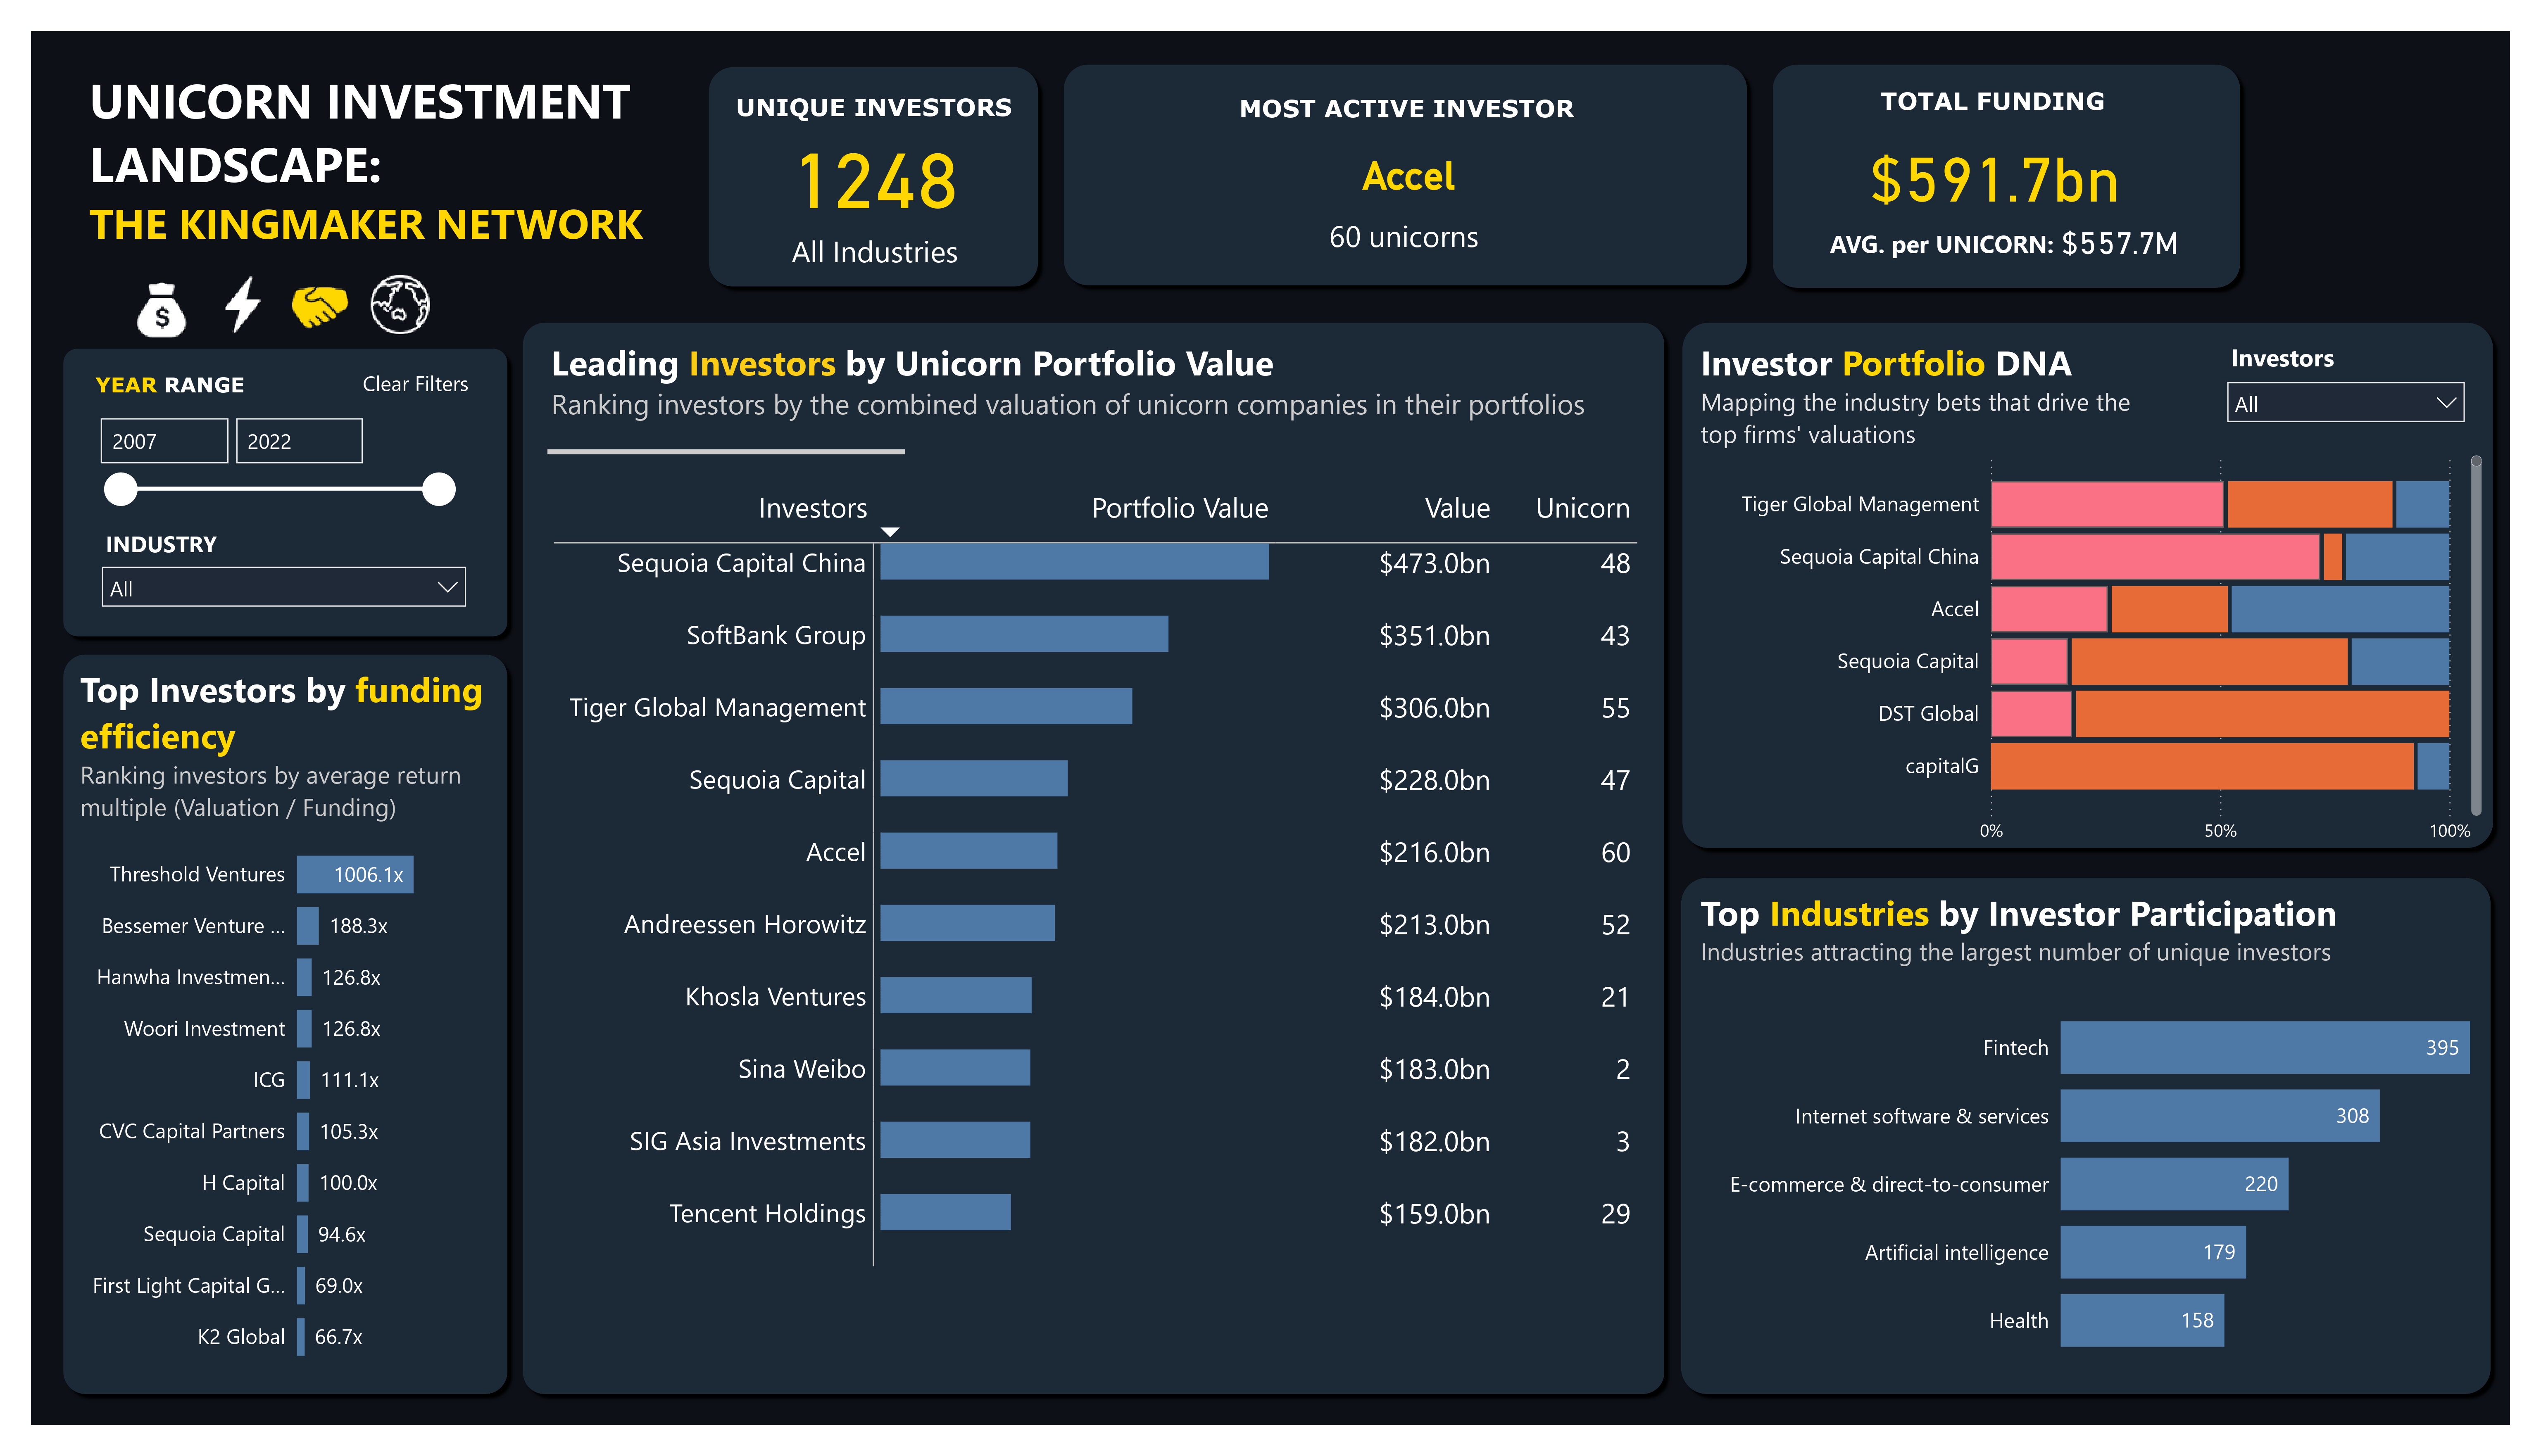 UNICORN INVESTMENT
LANDSCAPE:
THE KINGMAKER NETWORK
$
UNIQUE INVESTORS
1248
All Industries
MOST ACTIVE INVESTOR
Accel
60 unicorns
TOTAL FUNDING
$591.7bn
AVG. per UNICORN: $557.7M
YEAR RANGE Clear Filters
2007 2022
INDUSTRY
All
Top Investors by funding
efficiency
Ranking investors by average return
multiple (Valuation / Funding)
Threshold Ventures 1006.1x
Bessemer Venture ... 188.3x
Hanwha Investmen... 126.8x
Woori Investment 126.8x
ICG 111.1x
CVC Capital Partners 105.3x
H Capital 100.0x
Sequoia Capital 94.6x
First Light Capital G... 69.0x
K2 Global 66.7x
Leading Investors by Unicorn Portfolio Value
Ranking investors by the combined valuation of unicorn companies in their portfolios
Investors Portfolio Value Value Unicorn
Sequoia Capital China $473.0bn 48
SoftBank Group $351.0bn 43
Tiger Global Management $306.0bn 55
Sequoia Capital $228.0bn 47
Accel $216.0bn 60
Andreessen Horowitz $213.0bn 52
Khosla Ventures $184.0bn 21
Sina Weibo $183.0bn 2
SIG Asia Investments $182.0bn 3
Tencent Holdings $159.0bn 29
Investor Portfolio DNA
Mapping the industry bets that drive the
top firms' valuations
Investors
All
Tiger Global Management
Sequoia Capital China
Accel
Sequoia Capital
DST Global
capitalG
0% 50% 100%
Top Industries by Investor Participation
Industries attracting the largest number of unique investors
Fintech 395
Internet software & services 308
E-commerce & direct-to-consumer 220
Artificial intelligence 179
Health 158